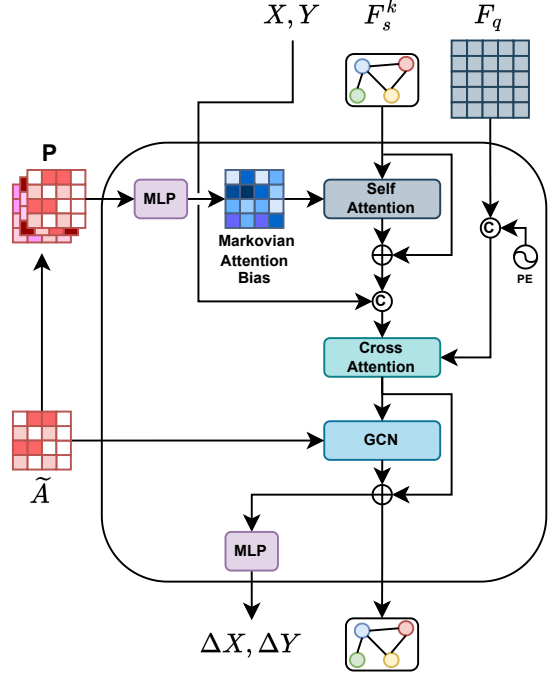 X, Y
F_s^k
F_q
P
MLP
Markovian
Attention
Bias
Self
Attention
C
C
PE
Cross
Attention
Ã
GCN
MLP
ΔX, ΔY